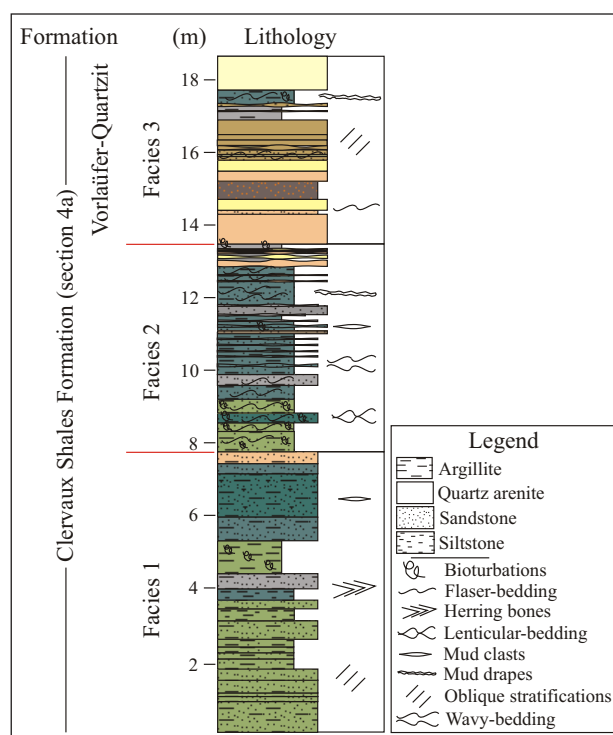 Formation (m) Lithology
Clervaux Shales Formation (section 4a)
Vorlaüfer-Quartzit
Facies 3
Facies 2
Facies 1
18
16
14
12
10
8
6
4
2
Legend
Argillite
Quartz arenite
Sandstone
Siltstone
Bioturbations
Flaser-bedding
Herring bones
Lenticular-bedding
Mud clasts
Mud drapes
Oblique stratifications
Wavy-bedding